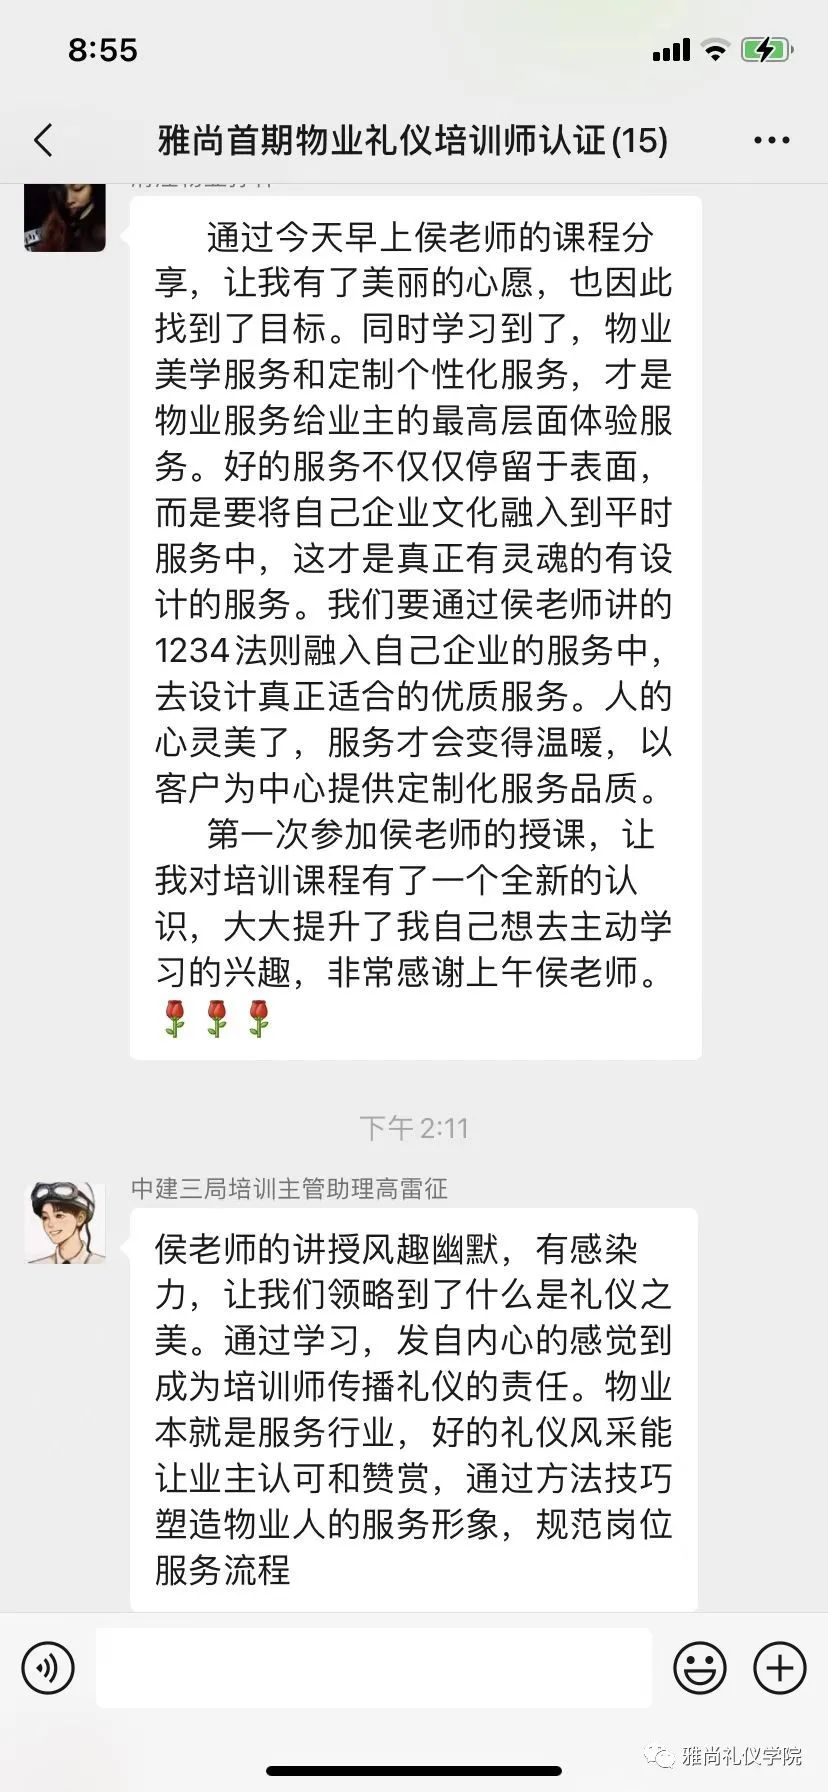 8:55
雅尚首期物业礼仪培训师认证(15)
通过今天早上侯老师的课程分
享，让我有了美丽的心愿，也因此
找到了目标。同时学习到了，物业
美学服务和定制个性化服务，才是
物业服务给业主的最高层面体验服
务。好的服务不仅仅停留于表面，
而是要将自己企业文化融入到平时
服务中，这才是真正有灵魂的有设
计的服务。我们要通过侯老师讲的
1234法则融入自己企业的服务中，
去设计真正适合的优质服务。人的
心灵美了，服务才会变得温暖，以
客户为中心提供定制化服务品质。
第一次参加侯老师的授课，让
我对培训课程有了一个全新的认
识，大大提升了我自己想去主动学
习的兴趣，非常感谢上午侯老师。
🌹🌹🌹
下午 2:11
中建三局培训主管助理高雷征
侯老师的讲授风趣幽默，有感染
力，让我们领略到了什么是礼仪之
美。通过学习，发自内心的感觉到
成为培训师传播礼仪的责任。物业
本就是服务行业，好的礼仪风采能
让业主认可和赞赏，通过方法技巧
塑造物业人的服务形象，规范岗位
服务流程
雅尚礼仪学院